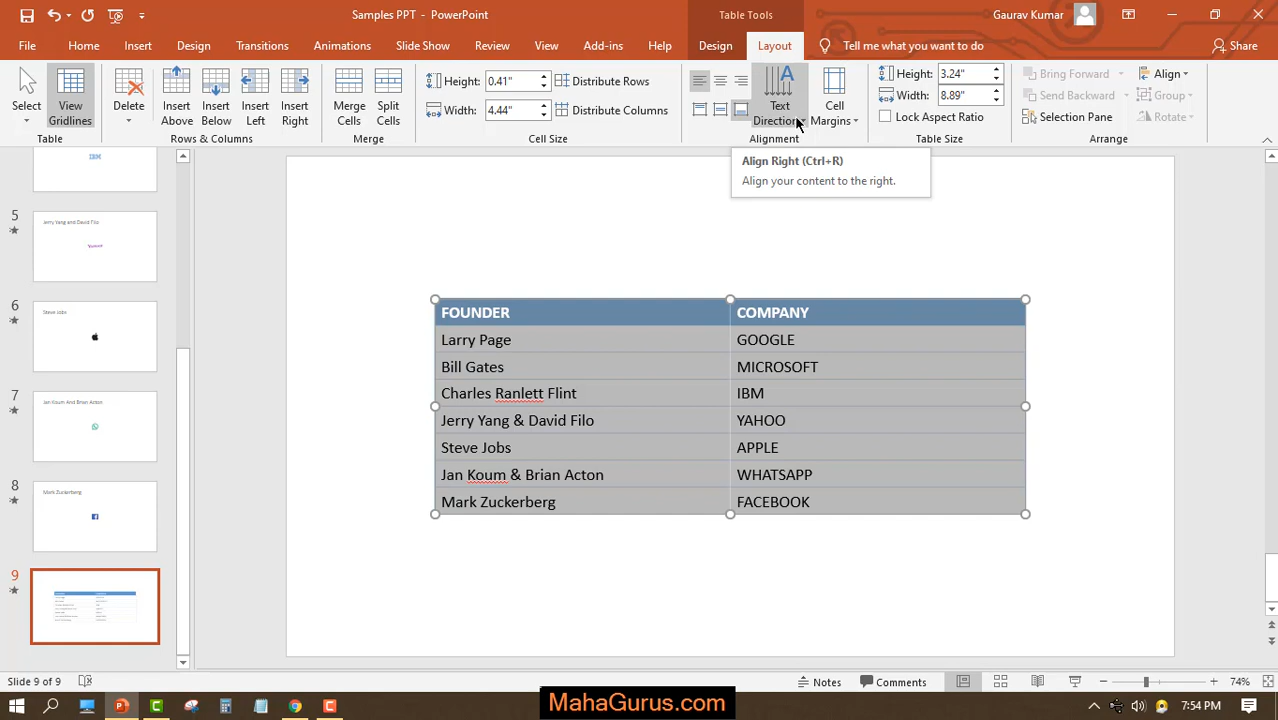 Samples PPT - PowerPoint
Table Tools
Gaurav Kumar
File
Home
Insert
Design
Transitions
Animations
Slide Show
Review
View
Add-ins
Help
Design
Layout
Tell me what you want to do
Share
Select
View Gridlines
Table
Delete
Insert Above
Insert Below
Insert Left
Insert Right
Rows & Columns
Merge Cells
Split Cells
Merge
Height: 0.41"
Distribute Rows
Width: 4.44"
Distribute Columns
Cell Size
Text Direction
Cell Margins
Alignment
Height: 3.24"
Width: 8.89"
Lock Aspect Ratio
Table Size
Bring Forward
Send Backward
Selection Pane
Align
Group
Rotate
Arrange
Align Right (Ctrl+R)
Align your content to the right.
IBM
5
Jerry Yang and David Filo
6
Steve Jobs
7
Jan Koum And Brian Acton
8
Mark Zuckerberg
9
FOUNDER COMPANY
Larry Page GOOGLE
Bill Gates MICROSOFT
Charles Ranlett Flint IBM
Jerry Yang & David Filo YAHOO
Steve Jobs APPLE
Jan Koum & Brian Acton WHATSAPP
Mark Zuckerberg FACEBOOK
Slide 9 of 9
Notes
Comments
74%
MahaGurus.com
7:54 PM